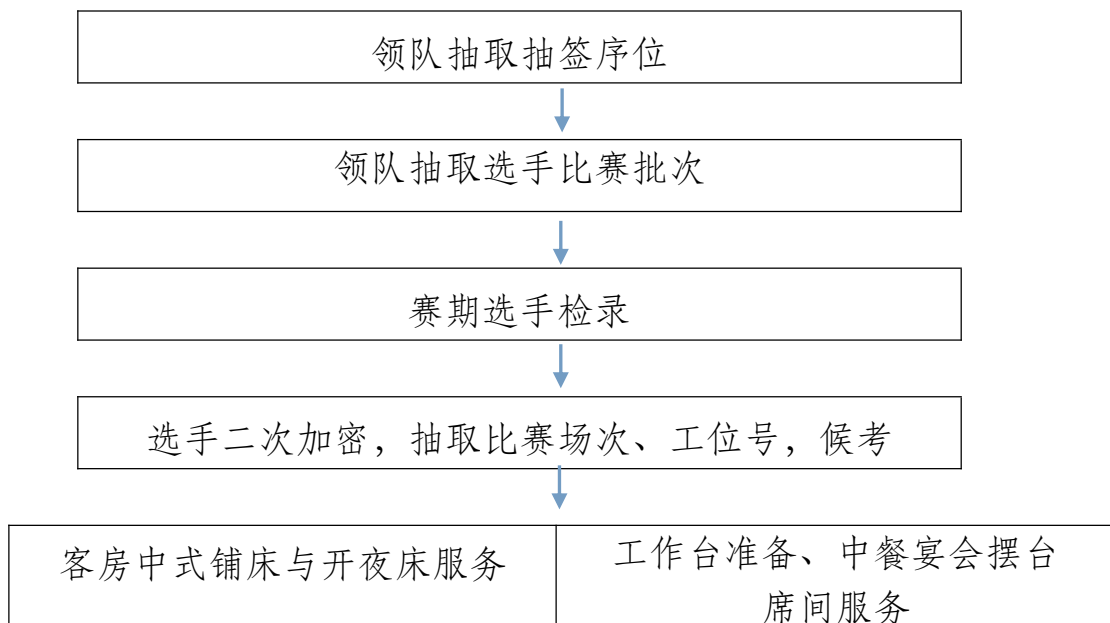 领队抽取抽签序位
领队抽取选手比赛批次
赛期选手检录
选手二次加密，抽取比赛场次、工位号，候考
客房中式铺床与开夜床服务
工作台准备、中餐宴会摆台
席间服务